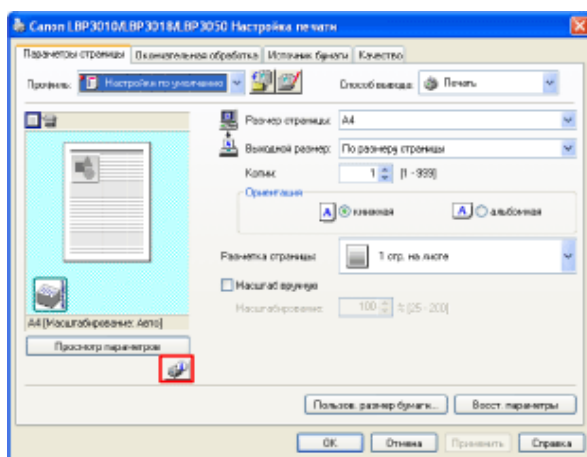 Canon LBP3010/LBP3018/LBP3050 Настройка печати
Параметры страницы Окончательная обработка Источник бумаги Качество
Профиль: Настройки по умолчанию Способ вывода: Печать
Размер страницы: A4
Выходной размер: По размеру страницы
Копии: 1 [1 - 999]
Ориентация
A книжная A альбомная
Разметка страницы: 1 стр. на листе
Масштаб вручную
Масштабирование: 100 % [25 - 200]
A4 [Масштабирование: Авто]
Просмотр параметров
Пользов. размер бумаги... Восст. параметры
OK Отмена Применить Справка